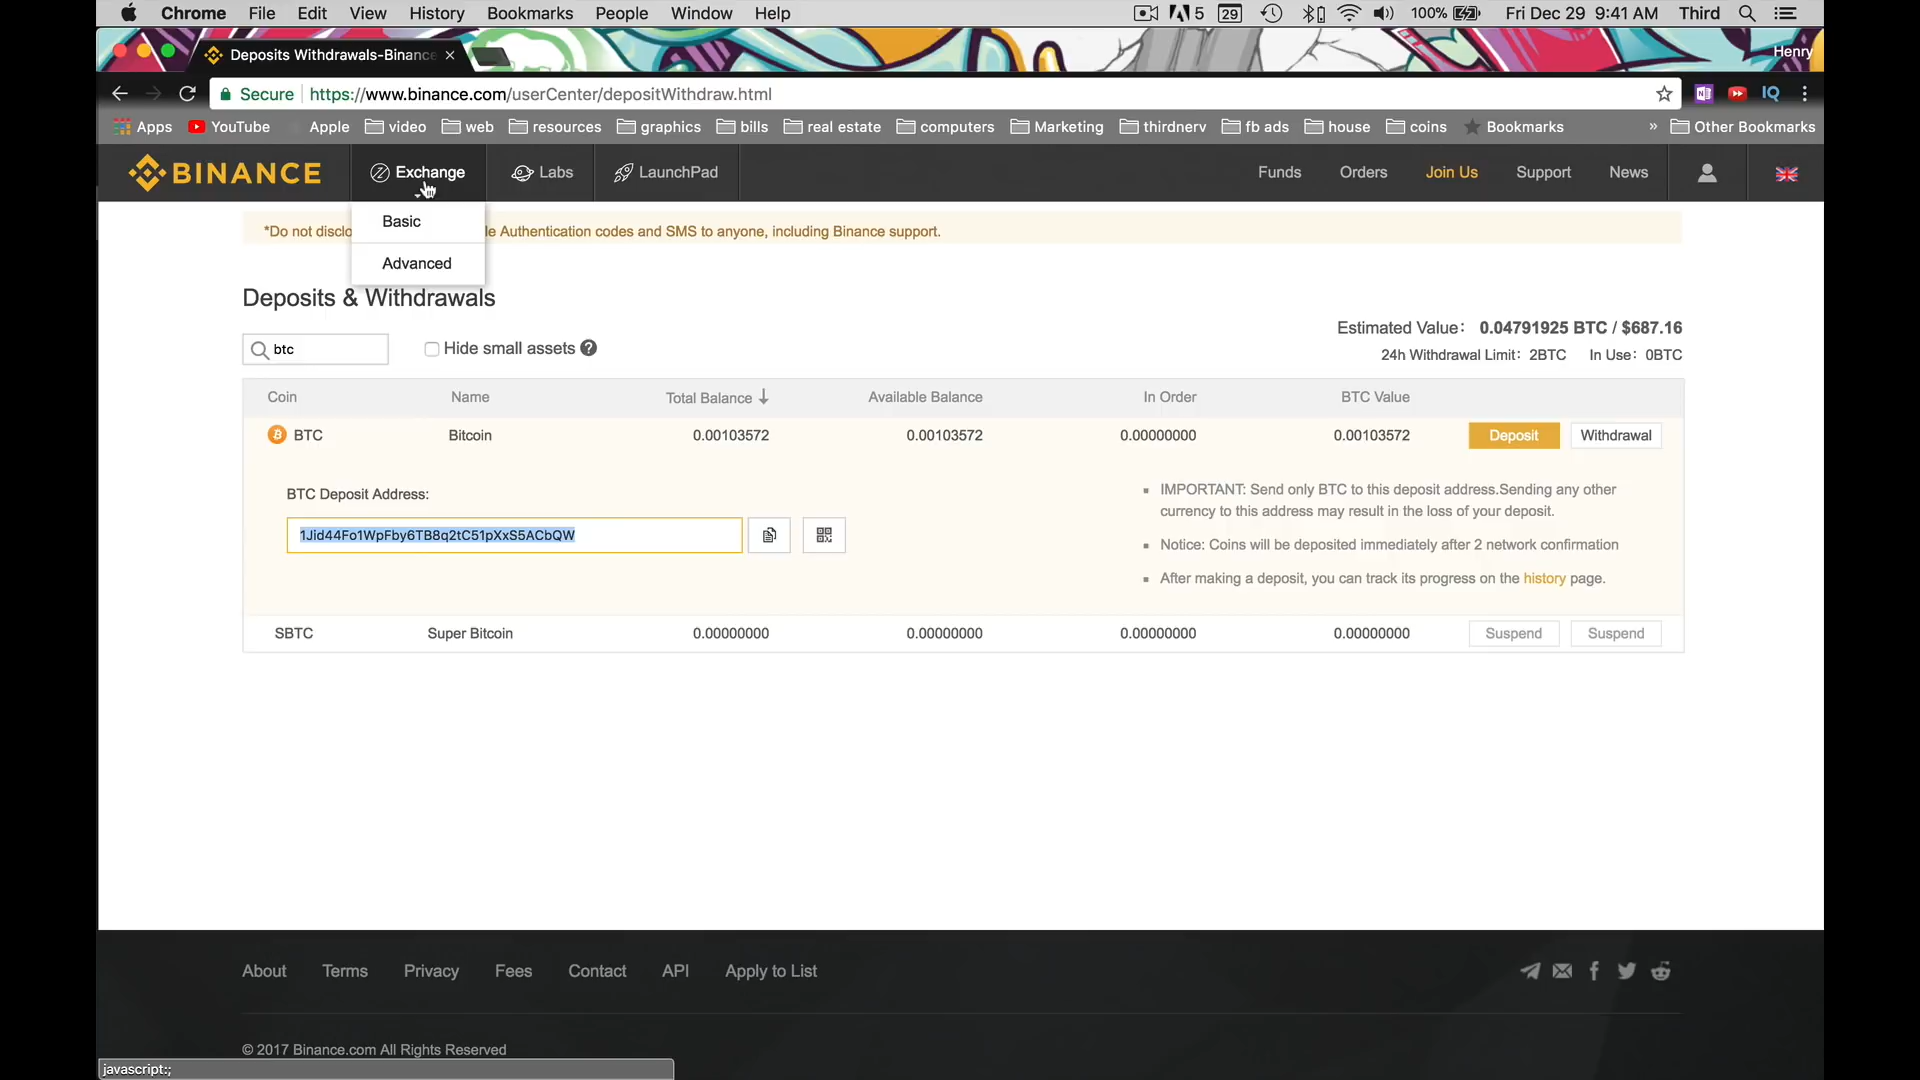 Chrome File Edit View History Bookmarks People Window Help 5 29 100% Fri Dec 29 9:41 AM Third
Deposits Withdrawals-Binance Henry
Secure https://www.binance.com/userCenter/depositWithdraw.html IQ
Apps YouTube Apple video web resources graphics bills real estate computers Marketing thirdnerv fb ads house coins Bookmarks » Other Bookmarks
BINANCE Exchange Labs LaunchPad Funds Orders Join Us Support News
Basic
Advanced
*Do not disclo le Authentication codes and SMS to anyone, including Binance support.
Deposits & Withdrawals
Estimated Value: 0.04791925 BTC / $687.16
btc Hide small assets ?
24h Withdrawal Limit: 2BTC In Use: 0BTC
Coin Name Total Balance Available Balance In Order BTC Value
BTC Bitcoin 0.00103572 0.00103572 0.00000000 0.00103572 Deposit Withdrawal
BTC Deposit Address:
1Jid44Fo1WpFby6TB8q2tC51pXxS5ACbQW
IMPORTANT: Send only BTC to this deposit address.Sending any other
currency to this address may result in the loss of your deposit.
Notice: Coins will be deposited immediately after 2 network confirmation
After making a deposit, you can track its progress on the history page.
SBTC Super Bitcoin 0.00000000 0.00000000 0.00000000 0.00000000 Suspend Suspend
About Terms Privacy Fees Contact API Apply to List
© 2017 Binance.com All Rights Reserved
javascript:;